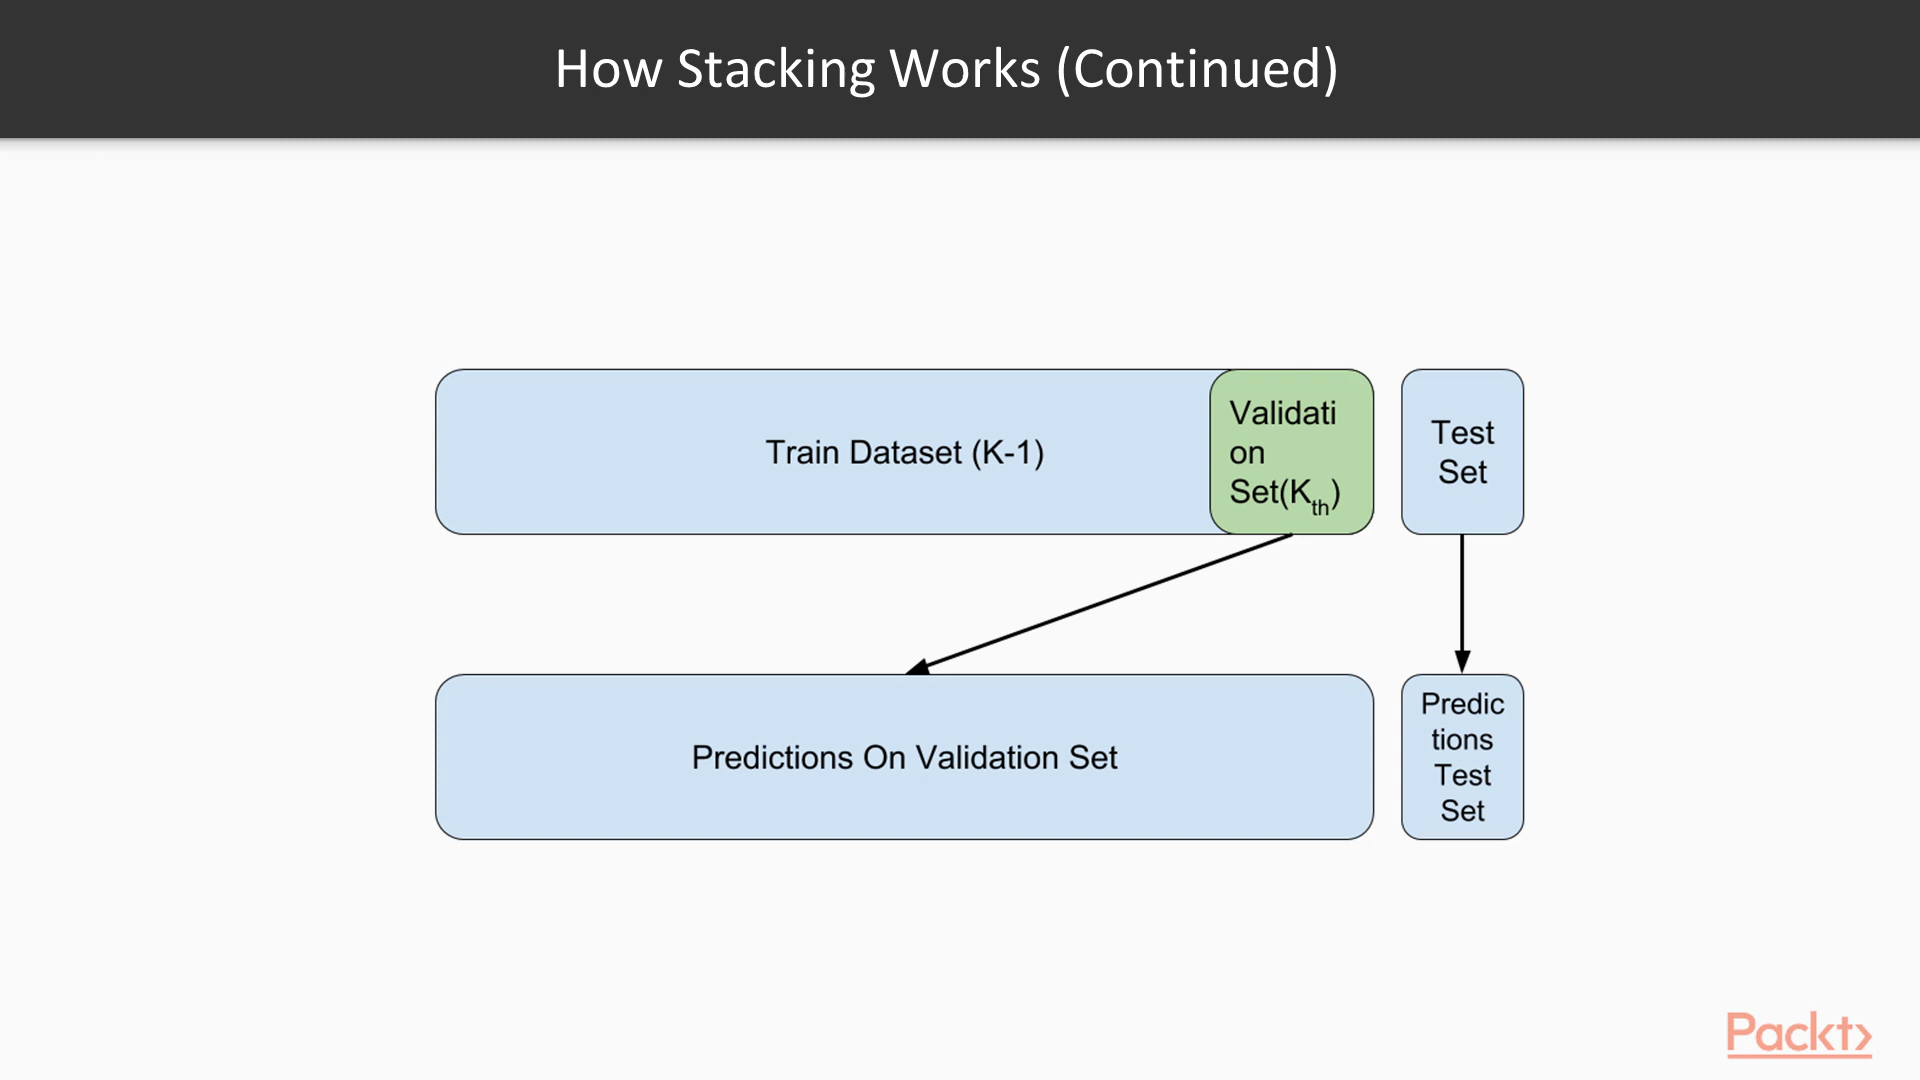 How Stacking Works (Continued)
Train Dataset (K-1)
Validati
on
Set(Kth)
Test
Set
Predictions On Validation Set
Predic
tions
Test
Set
Packt>